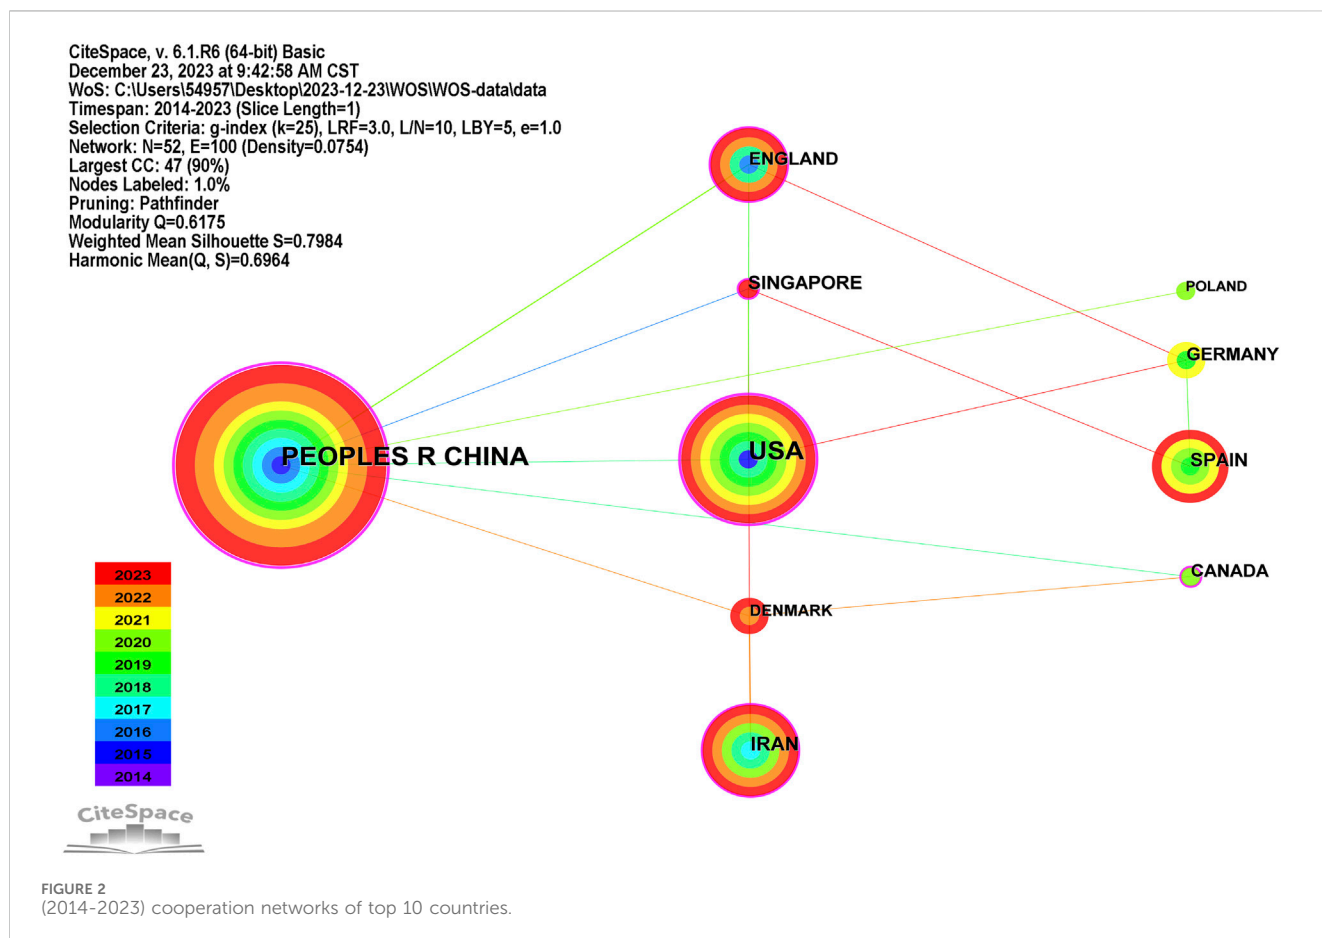 CiteSpace, v. 6.1.R6 (64-bit) Basic
December 23, 2023 at 9:42:58 AM CST
WoS: C:\Users\54957\Desktop\2023-12-23\WOS\WOS-data\data
Timespan: 2014-2023 (Slice Length=1)
Selection Criteria: g-index (k=25), LRF=3.0, L/N=10, LBY=5, e=1.0
Network: N=52, E=100 (Density=0.0754)
Largest CC: 47 (90%)
Nodes Labeled: 1.0%
Pruning: Pathfinder
Modularity Q=0.6175
Weighted Mean Silhouette S=0.7984
Harmonic Mean(Q, S)=0.6964
ENGLAND
SINGAPORE
POLAND
GERMANY
PEOPLES R CHINA
USA
SPAIN
CANADA
DENMARK
IRAN
2023
2022
2021
2020
2019
2018
2017
2016
2015
2014
CiteSpace
FIGURE 2
(2014-2023) cooperation networks of top 10 countries.